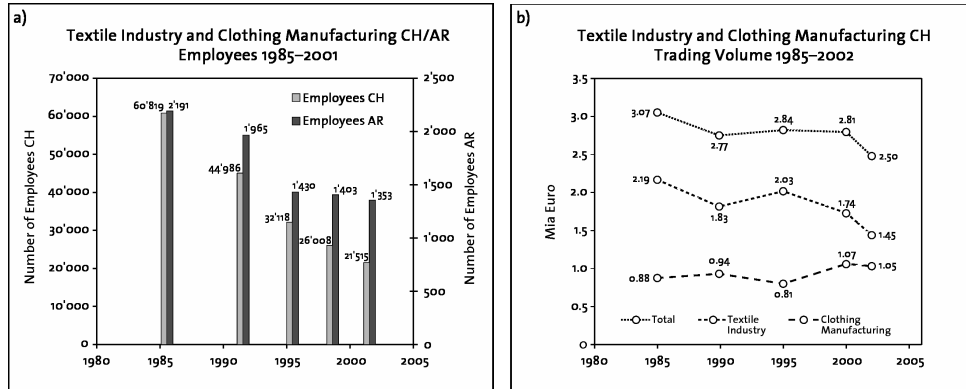 a)
Textile Industry and Clothing Manufacturing CH/AR
Employees 1985–2001
Number of Employees CH
70'000
60'000
50'000
40'000
30'000
20'000
10'000
0
60'819
2'191
44'986
1'965
32'118
1'430
26'008
1'403
21'515
1'353
Employees CH
Employees AR
2'500
2'000
1'500
1'000
500
0
Number of Employees AR
1980 1985 1990 1995 2000 2005
b)
Textile Industry and Clothing Manufacturing CH
Trading Volume 1985–2002
Mia Euro
3.5
3.0
2.5
2.0
1.5
1.0
0.5
0
3.07
2.77
2.84
2.81
2.50
2.19
1.83
2.03
1.74
1.45
0.88
0.94
0.81
1.07
1.05
Total
Textile
Industry
Clothing
Manufacturing
1980 1985 1990 1995 2000 2005